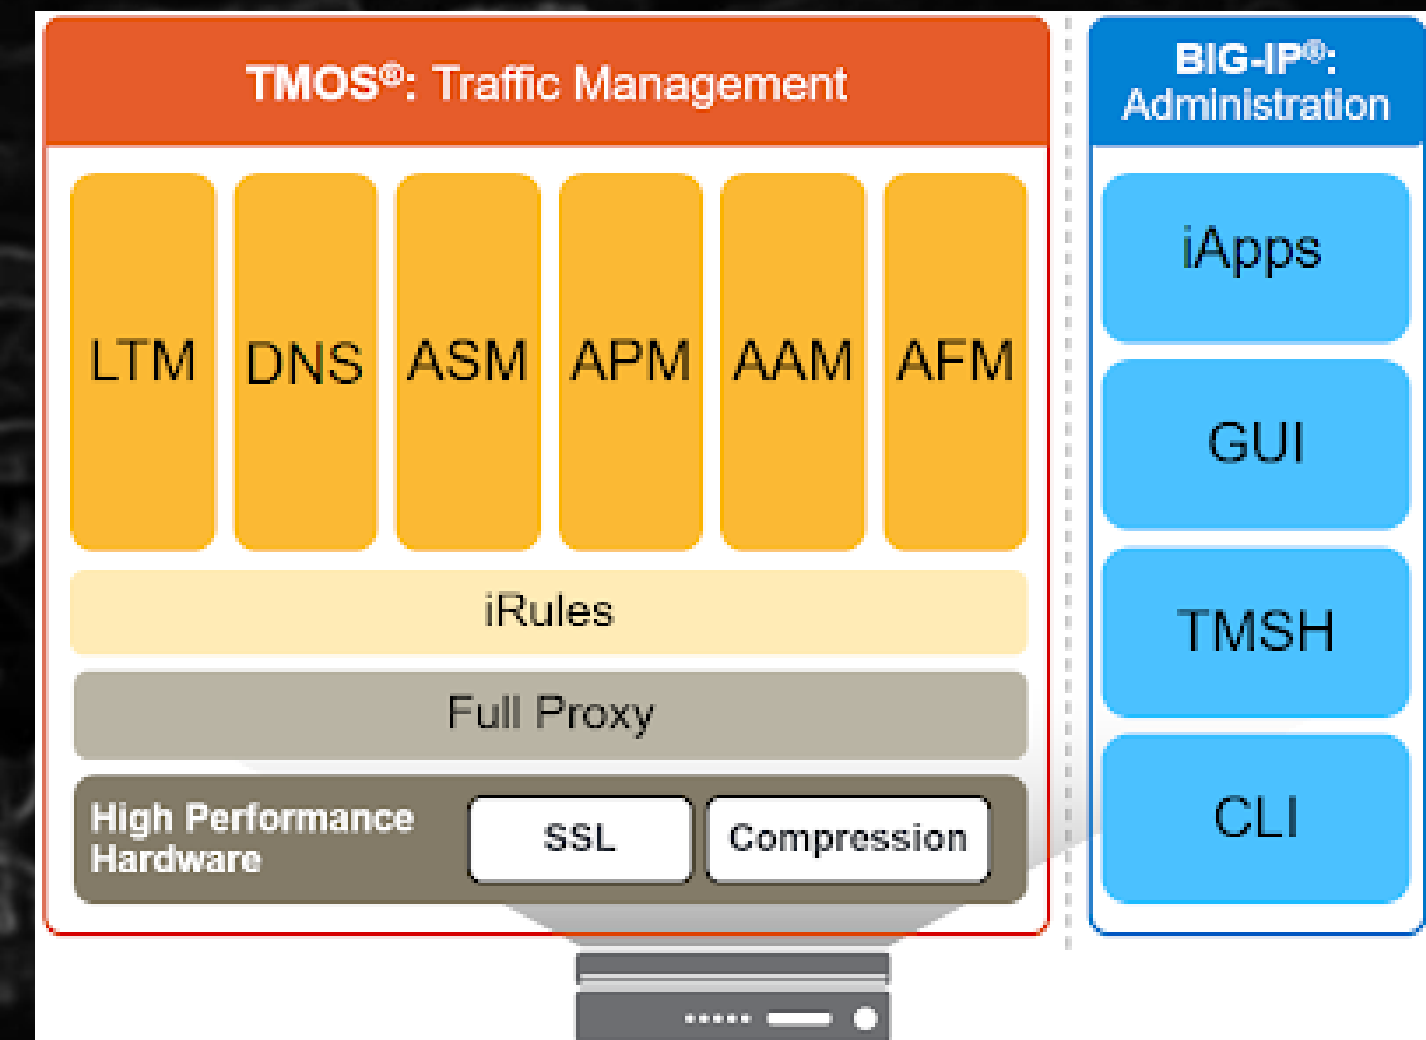 TMOS®: Traffic Management
LTM
DNS
ASM
APM
AAM
AFM
iRules
Full Proxy
High Performance
Hardware
SSL
Compression
BIG-IP®:
Administration
iApps
GUI
TMSH
CLI